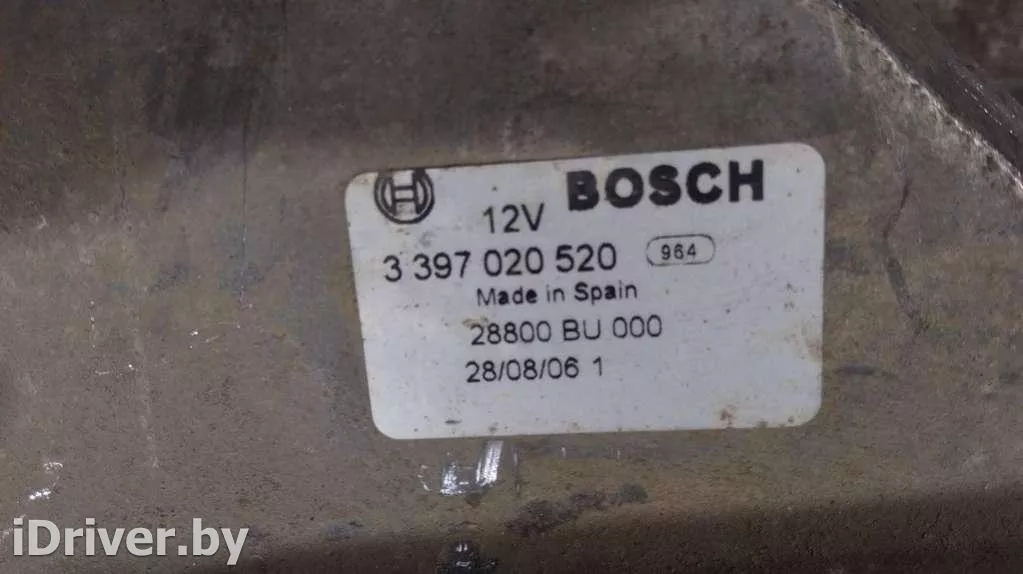 BOSCH
12V
3 397 020 520 964
Made in Spain
28800 BU 000
28/08/06 1
iDriver.by